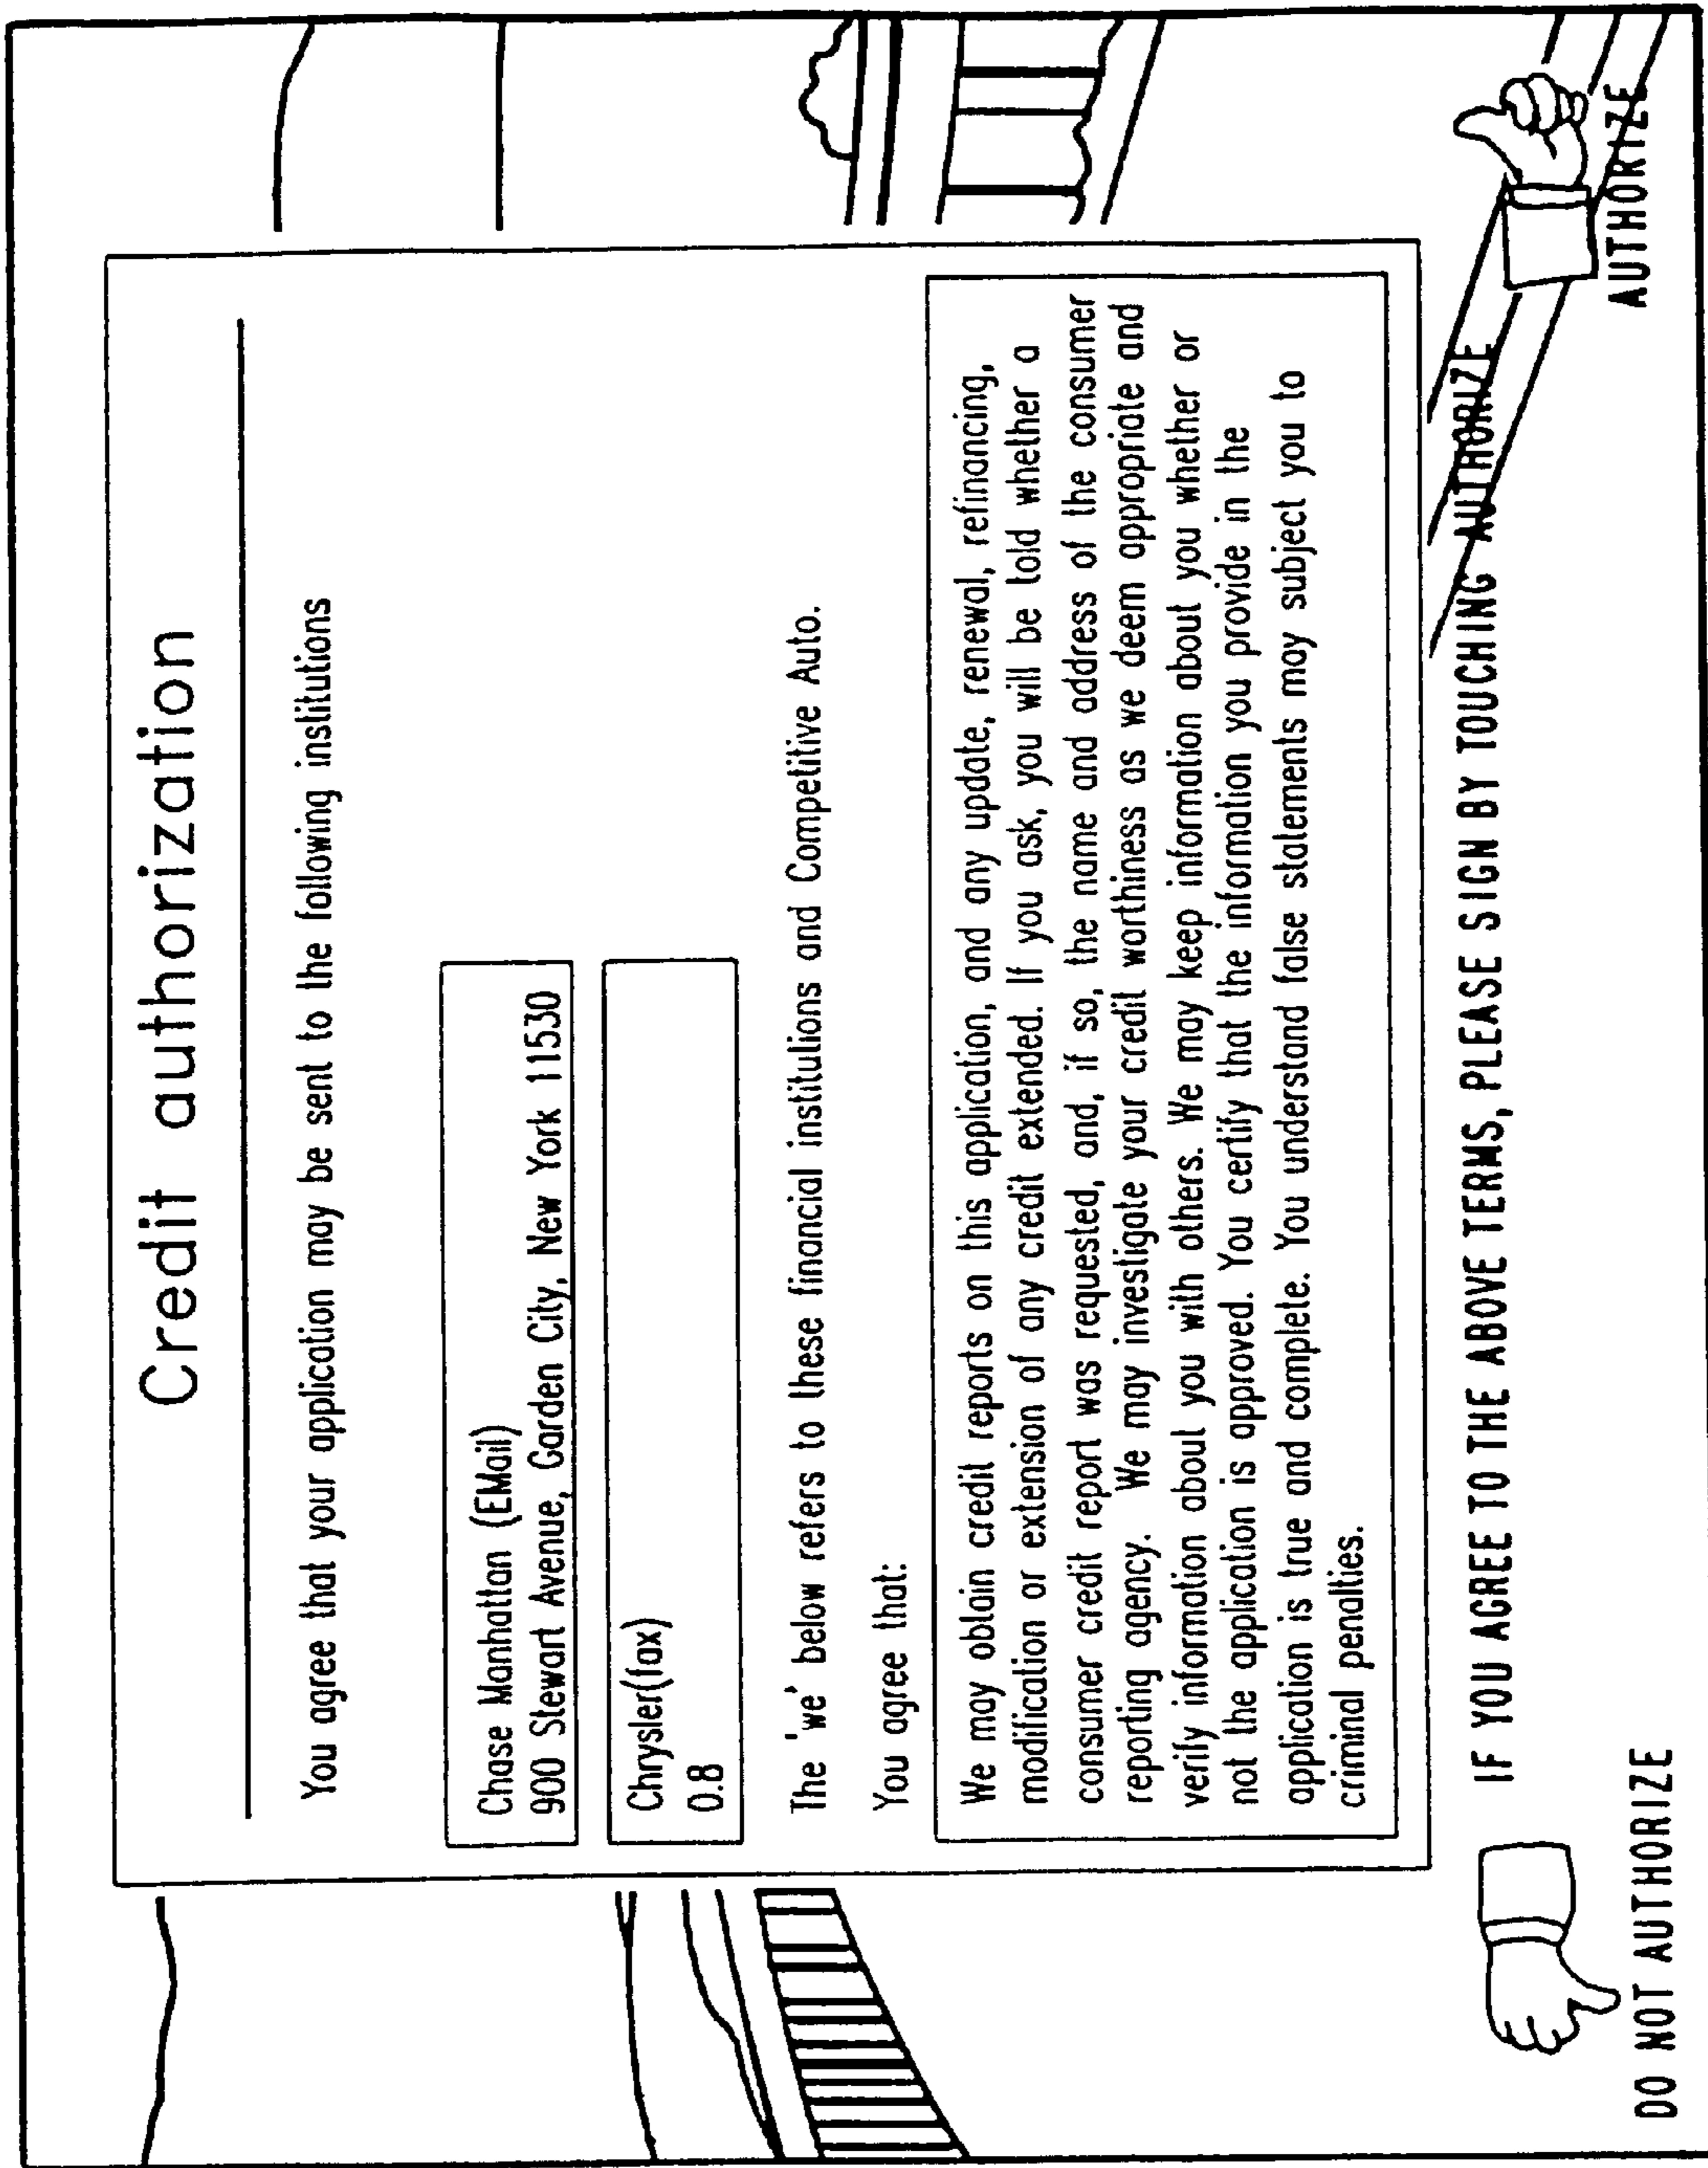 Credit authorization
You agree that your application may be sent to the following institutions
Chase Manhattan (EMail)
900 Stewart Avenue, Garden City, New York 11530
Chrysler(fax)
0.8
The 'we' below refers to these financial institutions and Competitive Auto.
You agree that:
We may obtain credit reports on this application, and any update, renewal, refinancing,
modification or extension of any credit extended. If you ask, you will be told whether a
consumer credit report was requested, and, if so, the name and address of the consumer
reporting agency. We may investigate your credit worthiness as we deem appropriate and
verify information about you with others. We may keep information about you whether or
not the application is approved. You certify that the information you provide in the
application is true and complete. You understand false statements may subject you to
criminal penalties.
IF YOU AGREE TO THE ABOVE TERMS, PLEASE SIGN BY TOUCHING AUTHORIZE
DO NOT AUTHORIZE
AUTHORIZE